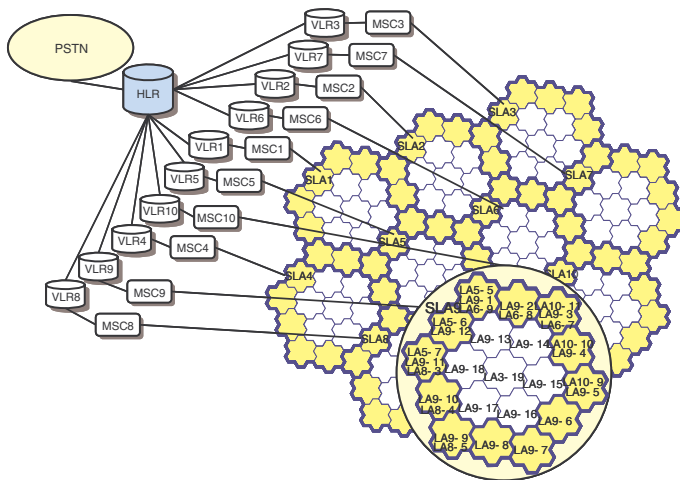 PSTN
HLR
VLR3
MSC3
VLR7
MSC7
VLR2
MSC2
VLR6
MSC6
VLR1
MSC1
VLR5
MSC5
VLR10
MSC10
VLR4
MSC4
VLR9
MSC9
VLR8
MSC8
SLA3
SLA2
SLA7
SLA1
SLA6
SLA5
SLA4
SLA1
SLA8
SLA9
LA5- 5
LA9- 1
LA6- 9
LA9- 2
LA6- 8
LA10- 11
LA9- 3
LA6- 7
LA5- 6
LA9- 12
LA9- 13
LA9- 14
LA10- 10
LA9- 4
LA5- 7
LA9- 11
LA8- 3
LA9- 18
LA3- 19
LA9- 15
LA10- 9
LA9- 5
LA9- 10
LA8- 4
LA9- 17
LA9- 16
LA9- 6
LA9- 9
LA8- 5
LA9- 8
LA9- 7